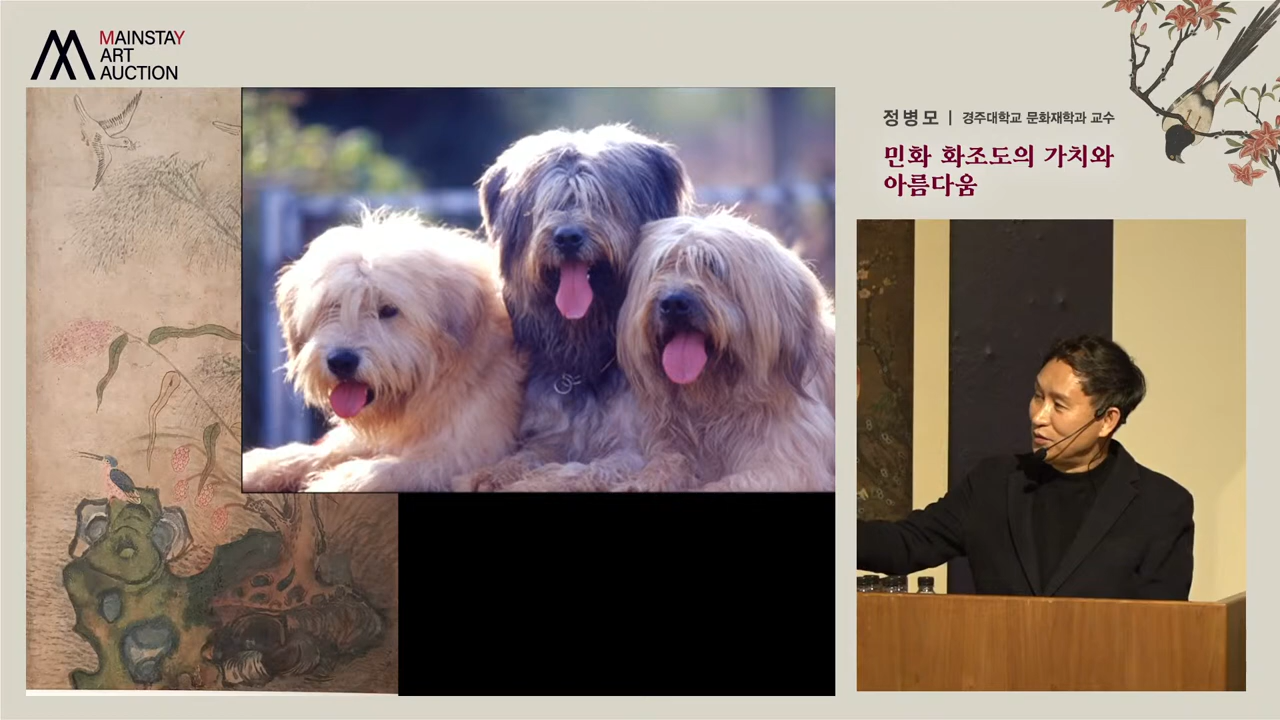 MAINSTAY
ART
AUCTION
정병모 | 경주대학교 문화재학과 교수
민화 화조도의 가치와
아름다움